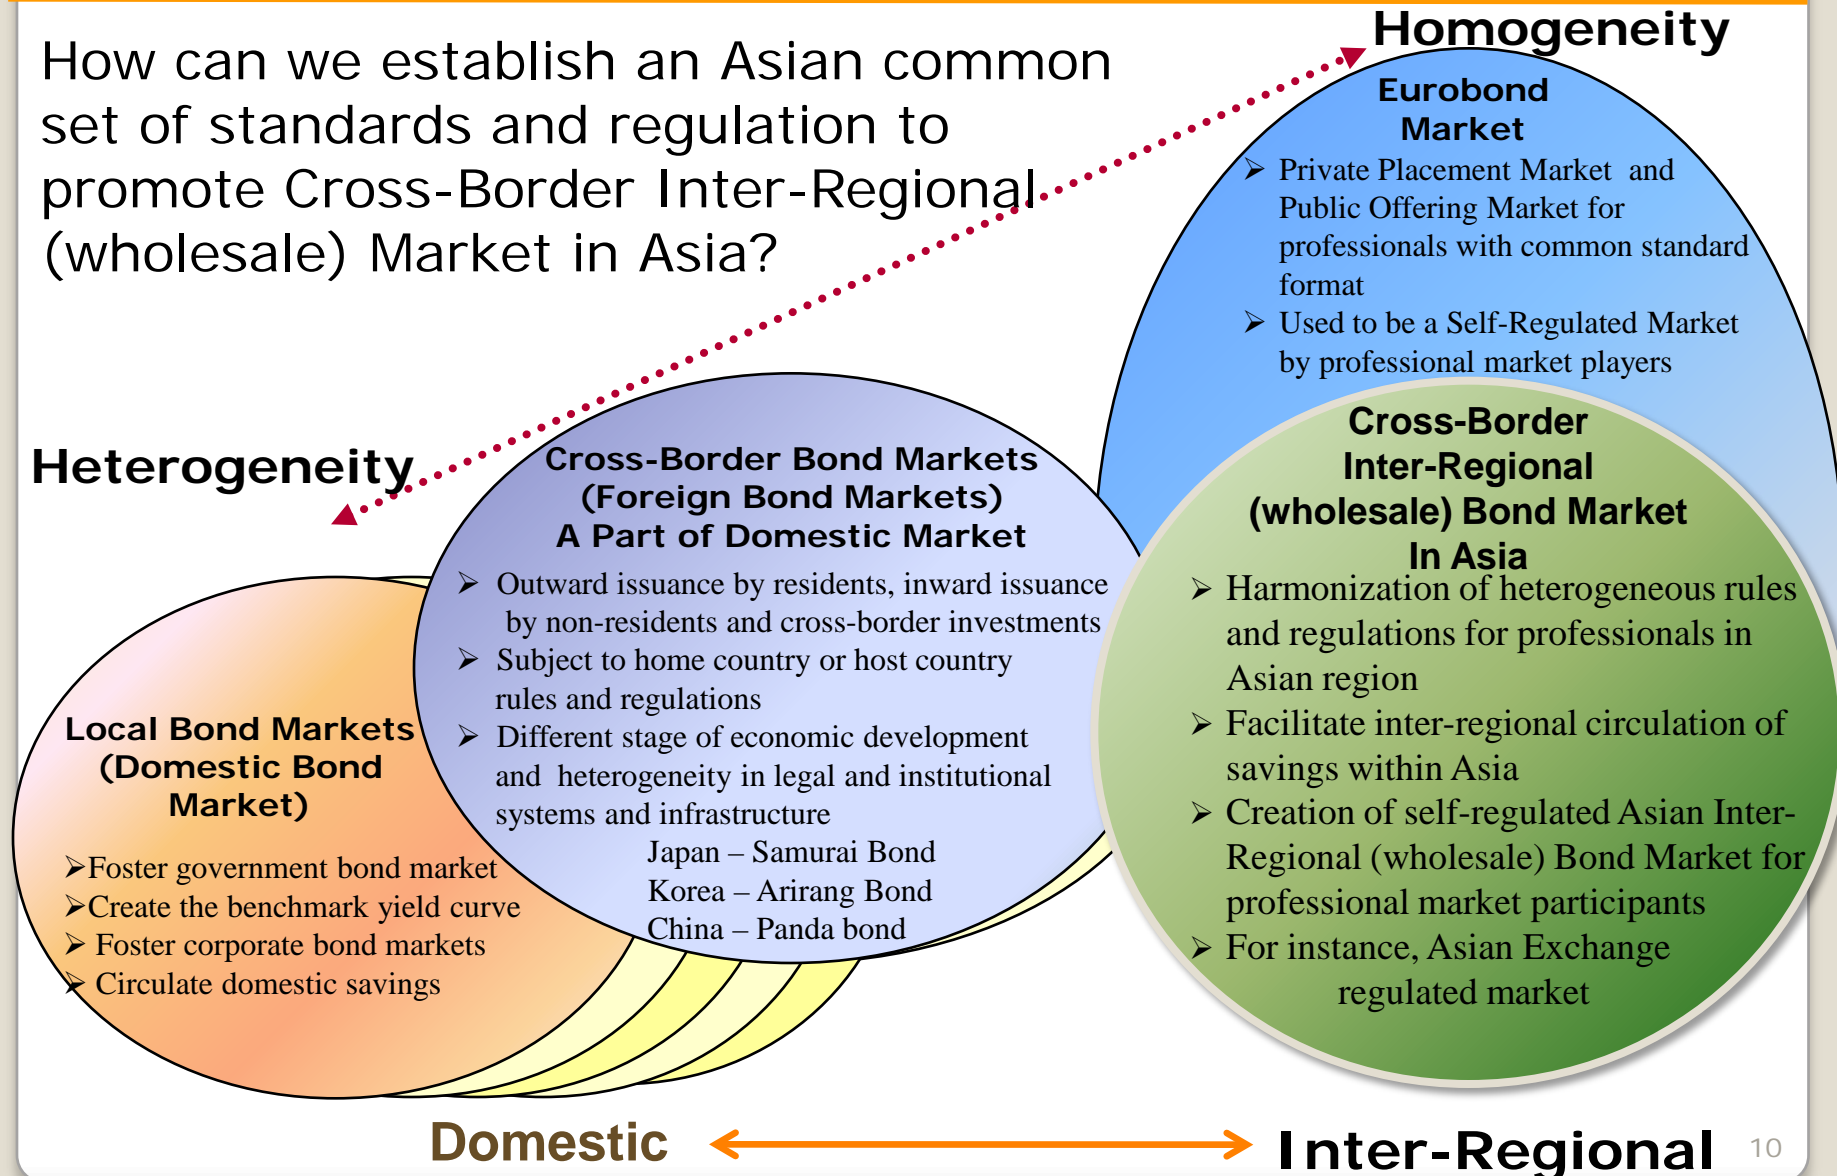 How can we establish an Asian common
set of standards and regulation to
promote Cross-Border Inter-Regional
(wholesale) Market in Asia?
Homogeneity
Eurobond
Market
➢ Private Placement Market and
Public Offering Market for
professionals with common standard
format
➢ Used to be a Self-Regulated Market
by professional market players
Heterogeneity
Cross-Border Bond Markets
(Foreign Bond Markets)
A Part of Domestic Market
➢ Outward issuance by residents, inward issuance
by non-residents and cross-border investments
➢ Subject to home country or host country
rules and regulations
➢ Different stage of economic development
and heterogeneity in legal and institutional
systems and infrastructure
Japan – Samurai Bond
Korea – Arirang Bond
China – Panda bond
Cross-Border
Inter-Regional
(wholesale) Bond Market
In Asia
➢ Harmonization of heterogeneous rules
and regulations for professionals in
Asian region
➢ Facilitate inter-regional circulation of
savings within Asia
➢ Creation of self-regulated Asian Inter-
Regional (wholesale) Bond Market for
professional market participants
➢ For instance, Asian Exchange
regulated market
Local Bond Markets
(Domestic Bond
Market)
➢Foster government bond market
➢Create the benchmark yield curve
➢ Foster corporate bond markets
➢ Circulate domestic savings
Domestic
Inter-Regional
10